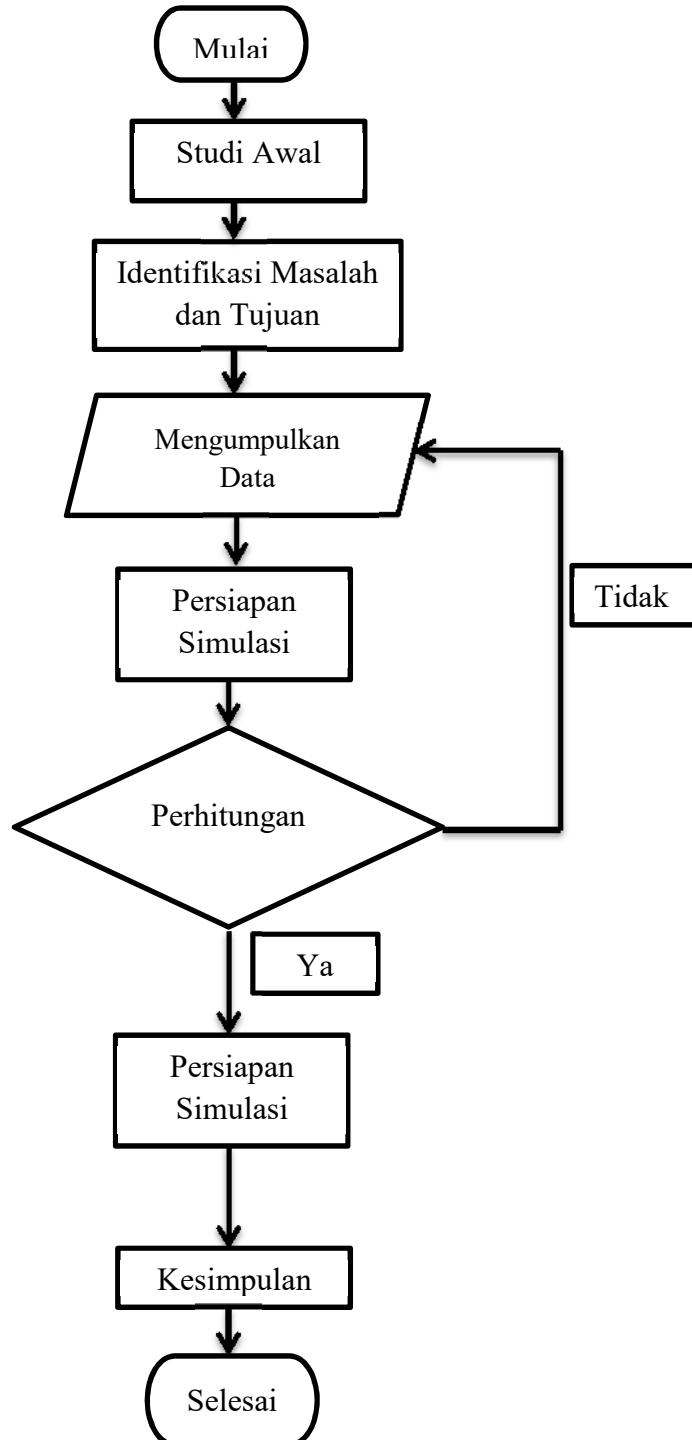 Mulai
Studi Awal
Identifikasi Masalah
dan Tujuan
Mengumpulkan
Data
Persiapan
Simulasi
Tidak
Perhitungan
Ya
Persiapan
Simulasi
Kesimpulan
Selesai